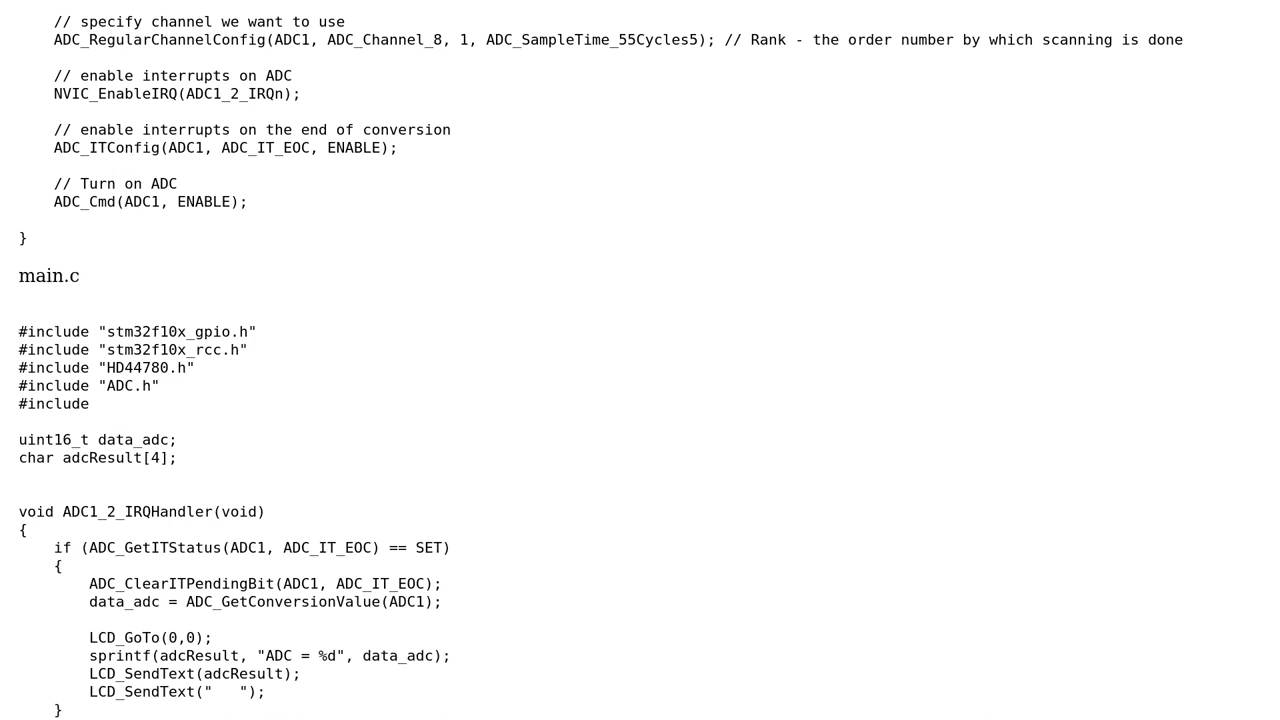 // specify channel we want to use
    ADC_RegularChannelConfig(ADC1, ADC_Channel_8, 1, ADC_SampleTime_55Cycles5); // Rank - the order number by which scanning is done

    // enable interrupts on ADC
    NVIC_EnableIRQ(ADC1_2_IRQn);

    // enable interrupts on the end of conversion
    ADC_ITConfig(ADC1, ADC_IT_EOC, ENABLE);

    // Turn on ADC
    ADC_Cmd(ADC1, ENABLE);

}
main.c

#include "stm32f10x_gpio.h"
#include "stm32f10x_rcc.h"
#include "HD44780.h"
#include "ADC.h"
#include

uint16_t data_adc;
char adcResult[4];


void ADC1_2_IRQHandler(void)
{
    if (ADC_GetITStatus(ADC1, ADC_IT_EOC) == SET)
    {
        ADC_ClearITPendingBit(ADC1, ADC_IT_EOC);
        data_adc = ADC_GetConversionValue(ADC1);

        LCD_GoTo(0,0);
        sprintf(adcResult, "ADC = %d", data_adc);
        LCD_SendText(adcResult);
        LCD_SendText("   ");
    }